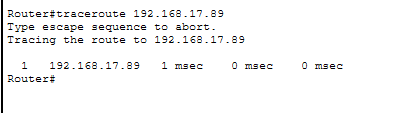 Router#traceroute 192.168.17.89
Type escape sequence to abort.
Tracing the route to 192.168.17.89
1 192.168.17.89 1 msec 0 msec 0 msec
Router#